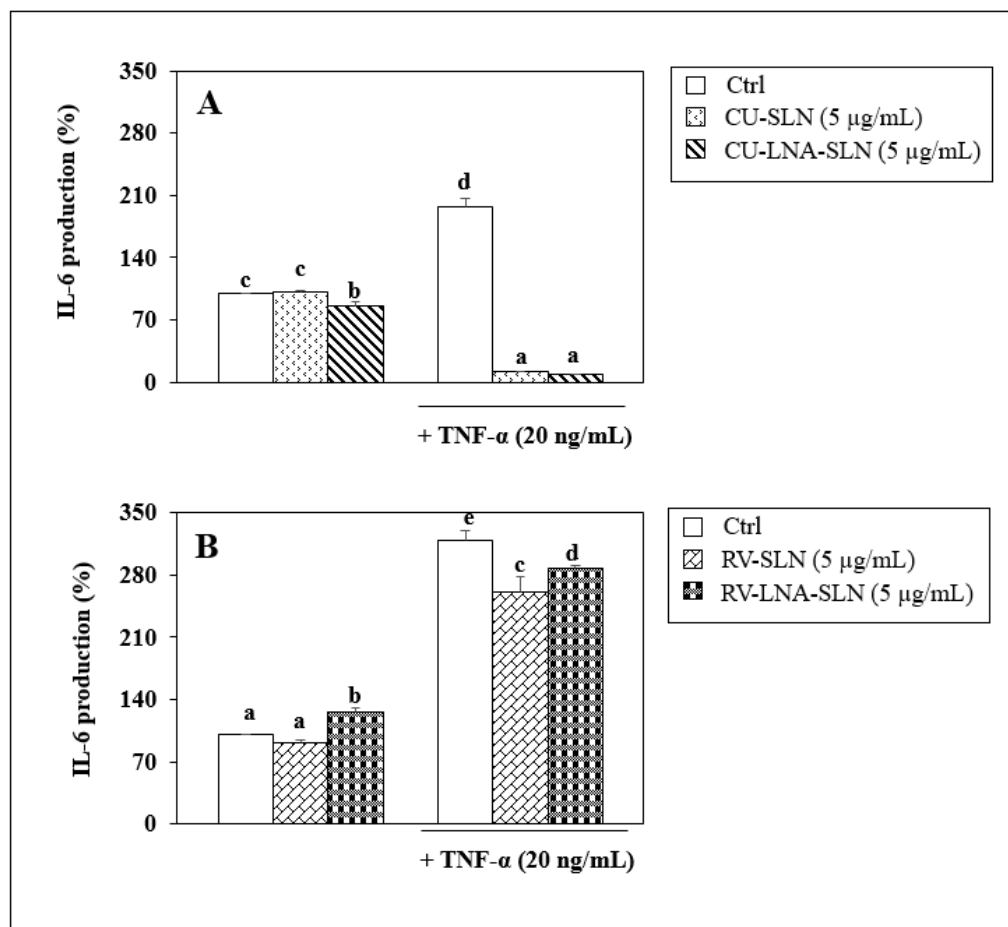 A
IL-6 production (%)
350
280
210
140
70
0
c
c
b
d
a
a
+ TNF-α (20 ng/mL)
Ctrl
CU-SLN (5 µg/mL)
CU-LNA-SLN (5 µg/mL)
B
IL-6 production (%)
350
280
210
140
70
0
a
a
b
e
c
d
+ TNF-α (20 ng/mL)
Ctrl
RV-SLN (5 µg/mL)
RV-LNA-SLN (5 µg/mL)